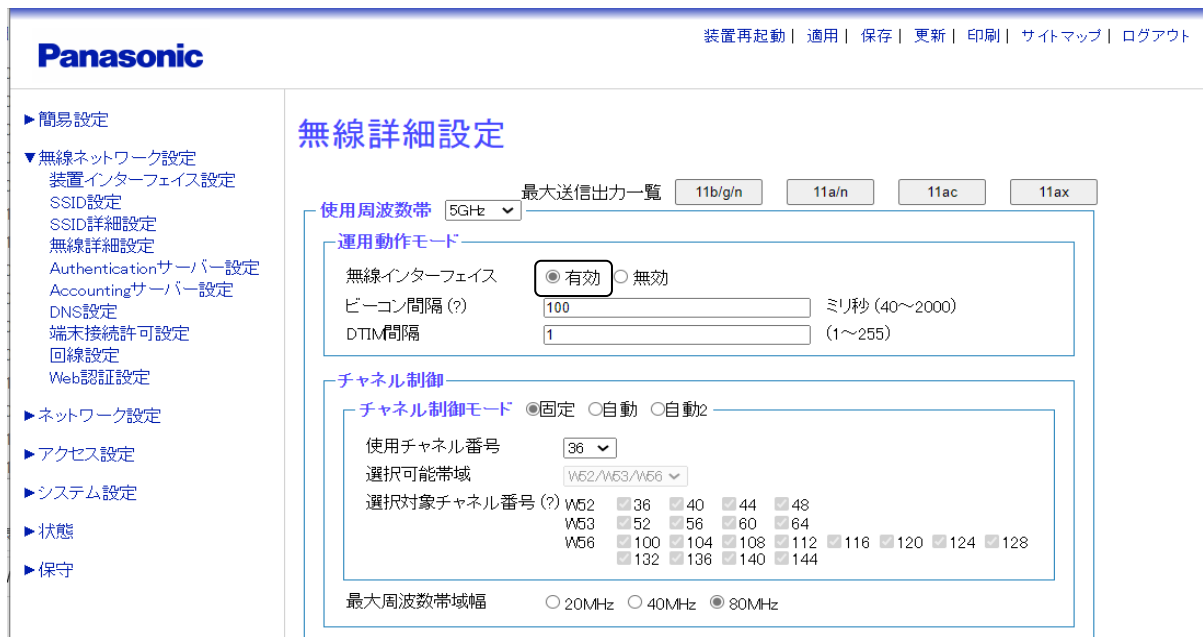 装置再起動 | 適用 | 保存 | 更新 | 印刷 | サイトマップ | ログアウト
Panasonic
►簡易設定
▼無線ネットワーク設定
装置インターフェイス設定
SSID設定
SSID詳細設定
無線詳細設定
Authenticationサーバー設定
Accountingサーバー設定
DNS設定
端末接続許可設定
回線設定
Web認証設定
►ネットワーク設定
►アクセス設定
►システム設定
►状態
►保守
無線詳細設定
最大送信出力一覧 11b/g/n 11a/n 11ac 11ax
使用周波数帯 5GHz
運用動作モード
無線インターフェイス 有効 無効
ビーコン間隔(?) 100 ミリ秒(40～2000)
DTIM間隔 1 (1～255)
チャネル制御
チャネル制御モード 固定 自動 自動2
使用チャネル番号 36
選択可能帯域 W52/W53/W56
選択対象チャネル番号(?) W52 36 40 44 48
W53 52 56 60 64
W56 100 104 108 112 116 120 124 128
132 136 140 144
最大周波数帯域幅 20MHz 40MHz 80MHz